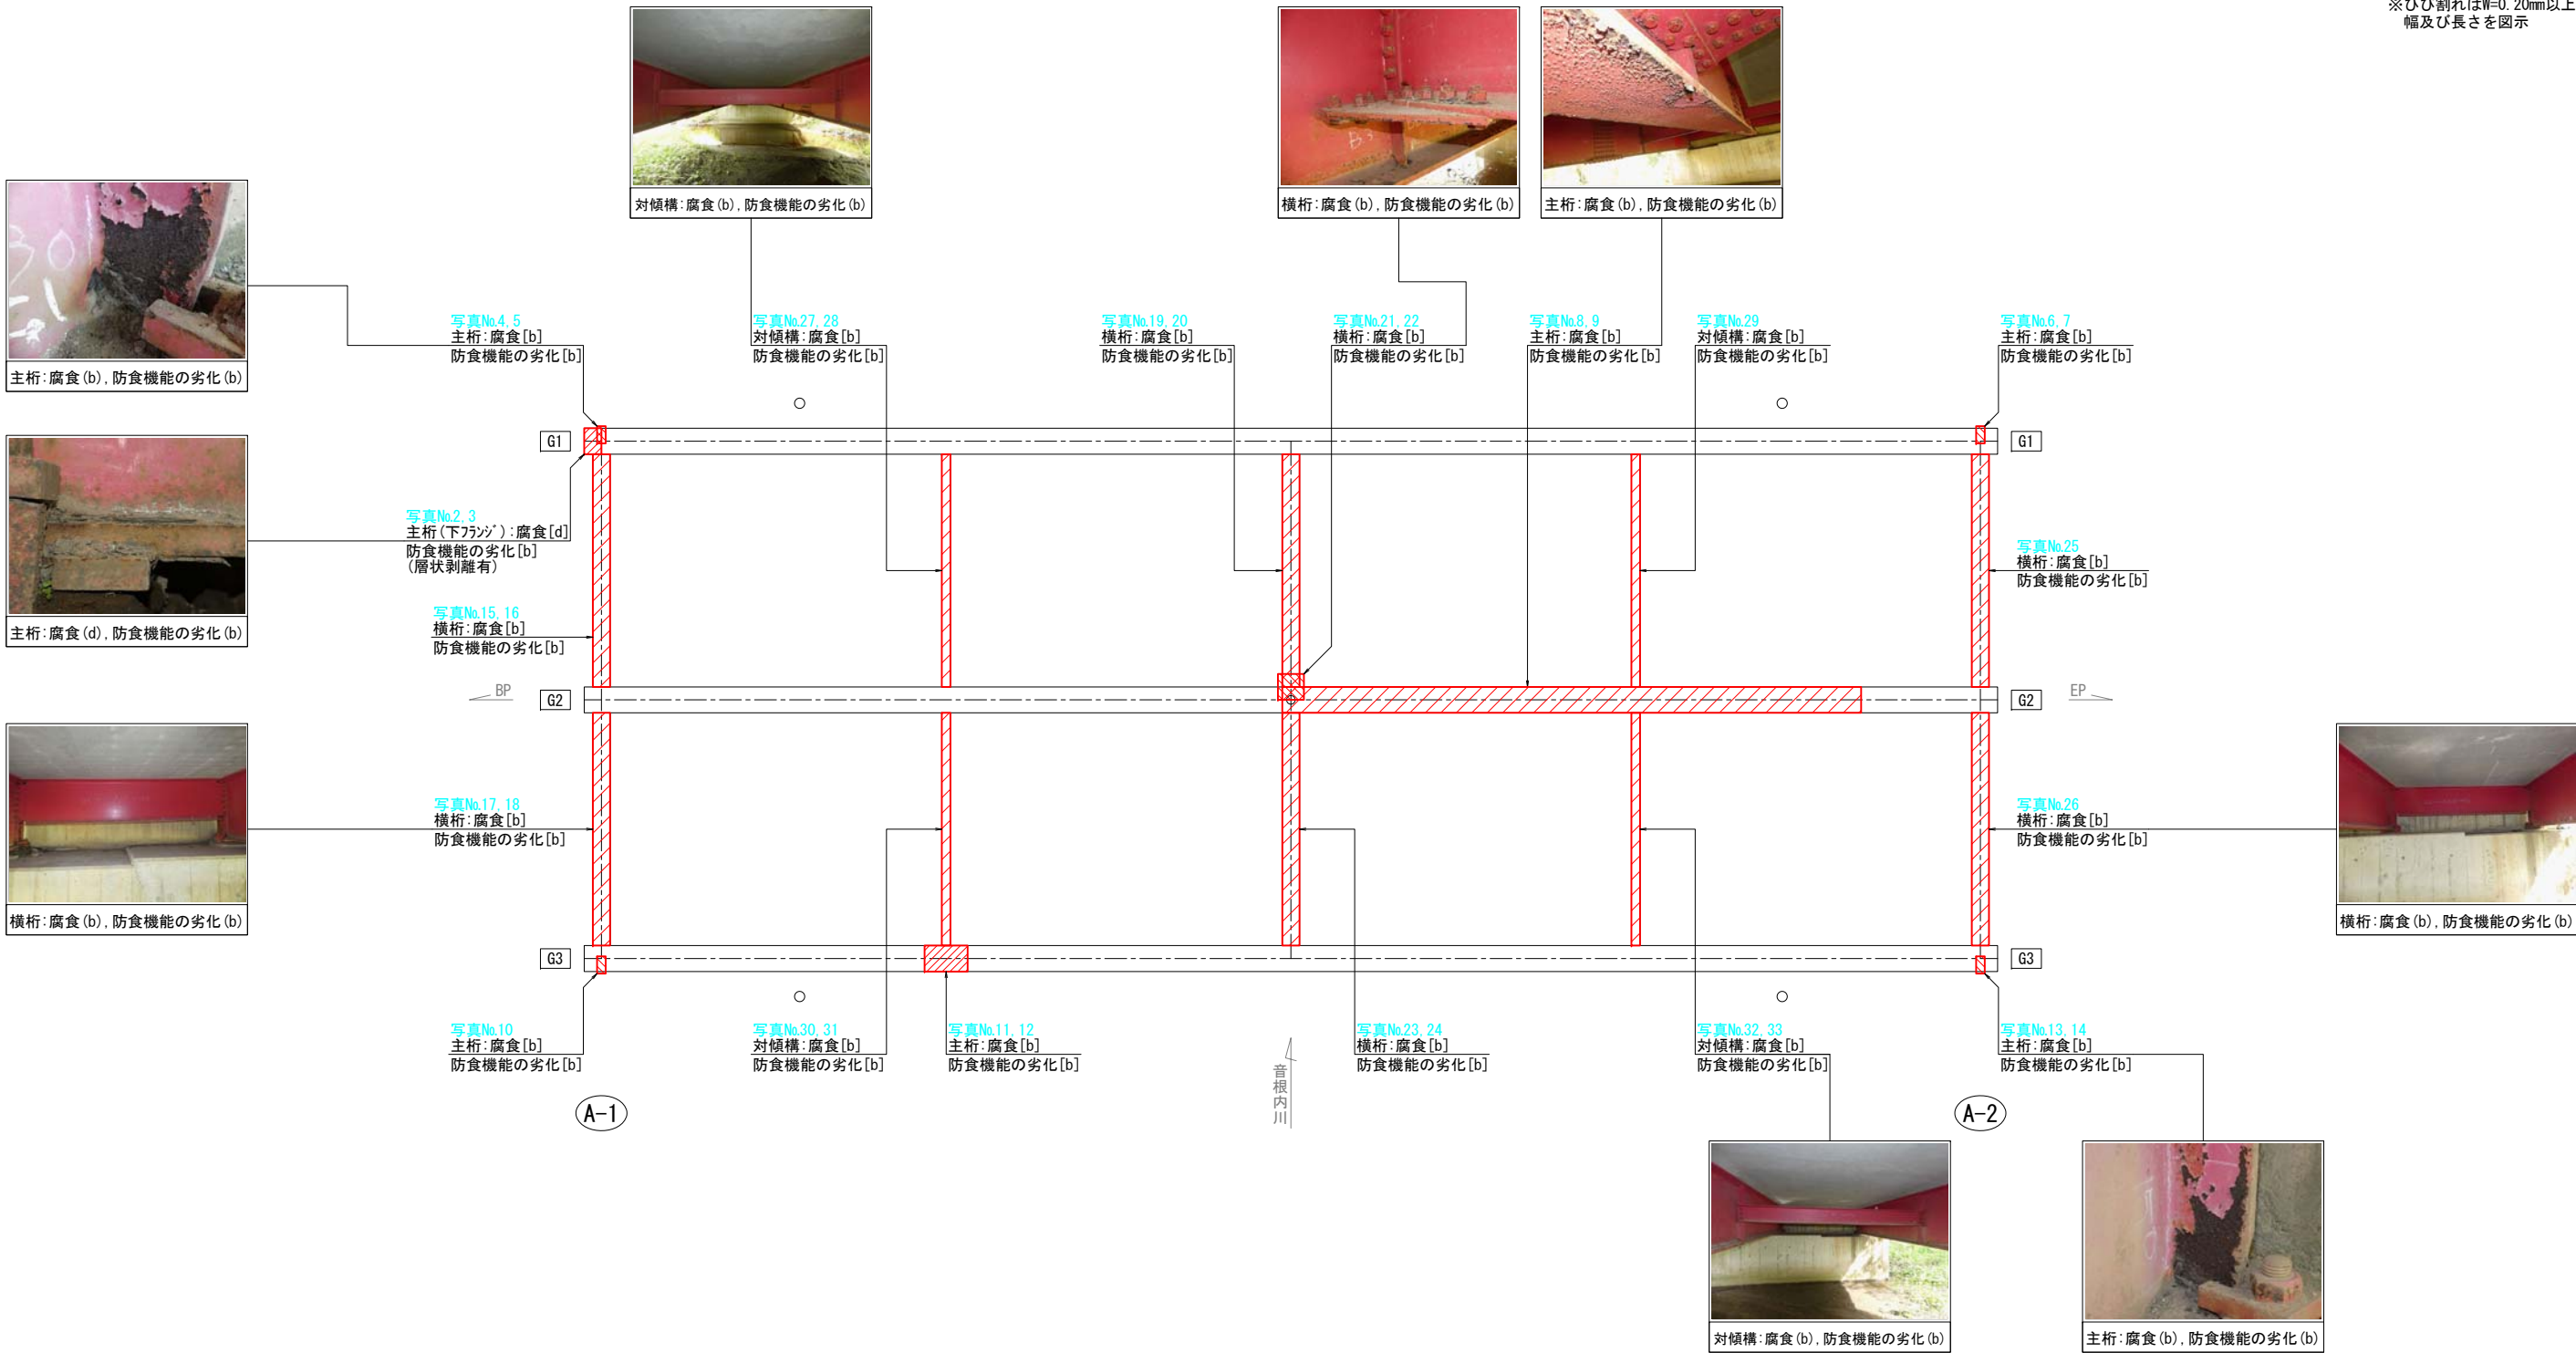 ※ひび割れはW=0.20mm以上
幅及び長さを図示
対傾構:腐食(b),防食機能の劣化(b)
横桁:腐食(b),防食機能の劣化(b)
主桁:腐食(b),防食機能の劣化(b)
主桁:腐食(b),防食機能の劣化(b)
写真No.4,5
主桁:腐食[b]
防食機能の劣化[b]
写真No.27,28
対傾構:腐食[b]
防食機能の劣化[b]
写真No.19,20
横桁:腐食[b]
防食機能の劣化[b]
写真No.21,22
横桁:腐食[b]
防食機能の劣化[b]
写真No.8,9
主桁:腐食[b]
防食機能の劣化[b]
写真No.29
対傾構:腐食[b]
防食機能の劣化[b]
写真No.6,7
主桁:腐食[b]
防食機能の劣化[b]
G1
G1
写真No.2,3
主桁(下フランジ):腐食[d]
防食機能の劣化[b]
(層状剥離有)
主桁:腐食(d),防食機能の劣化(b)
写真No.25
横桁:腐食[b]
防食機能の劣化[b]
写真No.15,16
横桁:腐食[b]
防食機能の劣化[b]
BP
G2
G2
EP
写真No.17,18
横桁:腐食[b]
防食機能の劣化[b]
横桁:腐食(b),防食機能の劣化(b)
写真No.26
横桁:腐食[b]
防食機能の劣化[b]
横桁:腐食(b),防食機能の劣化(b)
G3
G3
写真No.10
主桁:腐食[b]
防食機能の劣化[b]
写真No.30,31
対傾構:腐食[b]
防食機能の劣化[b]
写真No.11,12
主桁:腐食[b]
防食機能の劣化[b]
音根内川
写真No.23,24
横桁:腐食[b]
防食機能の劣化[b]
写真No.32,33
対傾構:腐食[b]
防食機能の劣化[b]
写真No.13,14
主桁:腐食[b]
防食機能の劣化[b]
A-1
A-2
対傾構:腐食(b),防食機能の劣化(b)
主桁:腐食(b),防食機能の劣化(b)